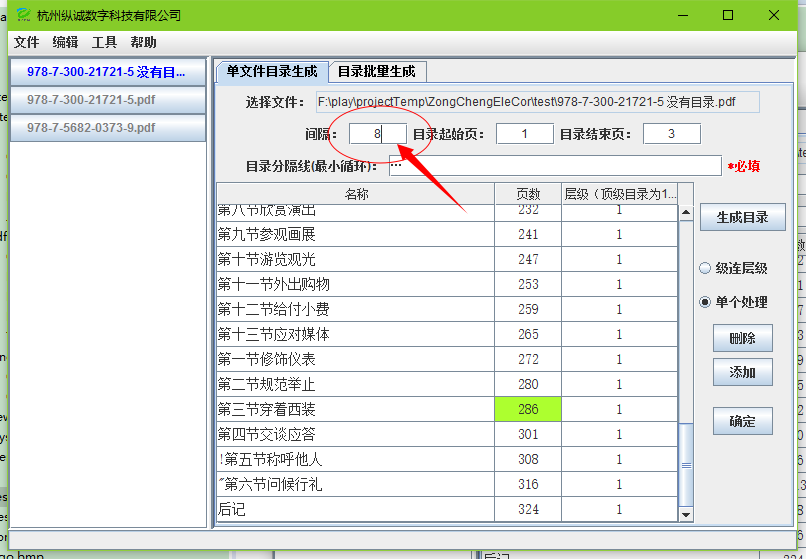 杭州纵诚数字科技有限公司
文件 编辑 工具 帮助
978-7-300-21721-5 没有目...
978-7-300-21721-5.pdf
978-7-5682-0373-9.pdf
单文件目录生成 目录批量生成
选择文件: F:\play\projectTemp\ZongChengEleCor\test\978-7-300-21721-5 没有目录.pdf
间隔: 8 目录起始页: 1 目录结束页: 3
目录分隔线(最小循环): ... *必填
名称 页数 层级（顶级目录为1...
第八节欣赏演出 232 1
第九节参观画展 241 1
第十节游览观光 247 1
第十一节外出购物 253 1
第十二节给付小费 259 1
第十三节应对媒体 265 1
第一节修饰仪表 272 1
第二节规范举止 280 1
第三节穿着西装 286 1
第四节交谈应答 301 1
!第五节称呼他人 308 1
"第六节问候行礼 316 1
后记 324 1
生成目录
级连层级
单个处理
删除
添加
确定
go.bmp
后记